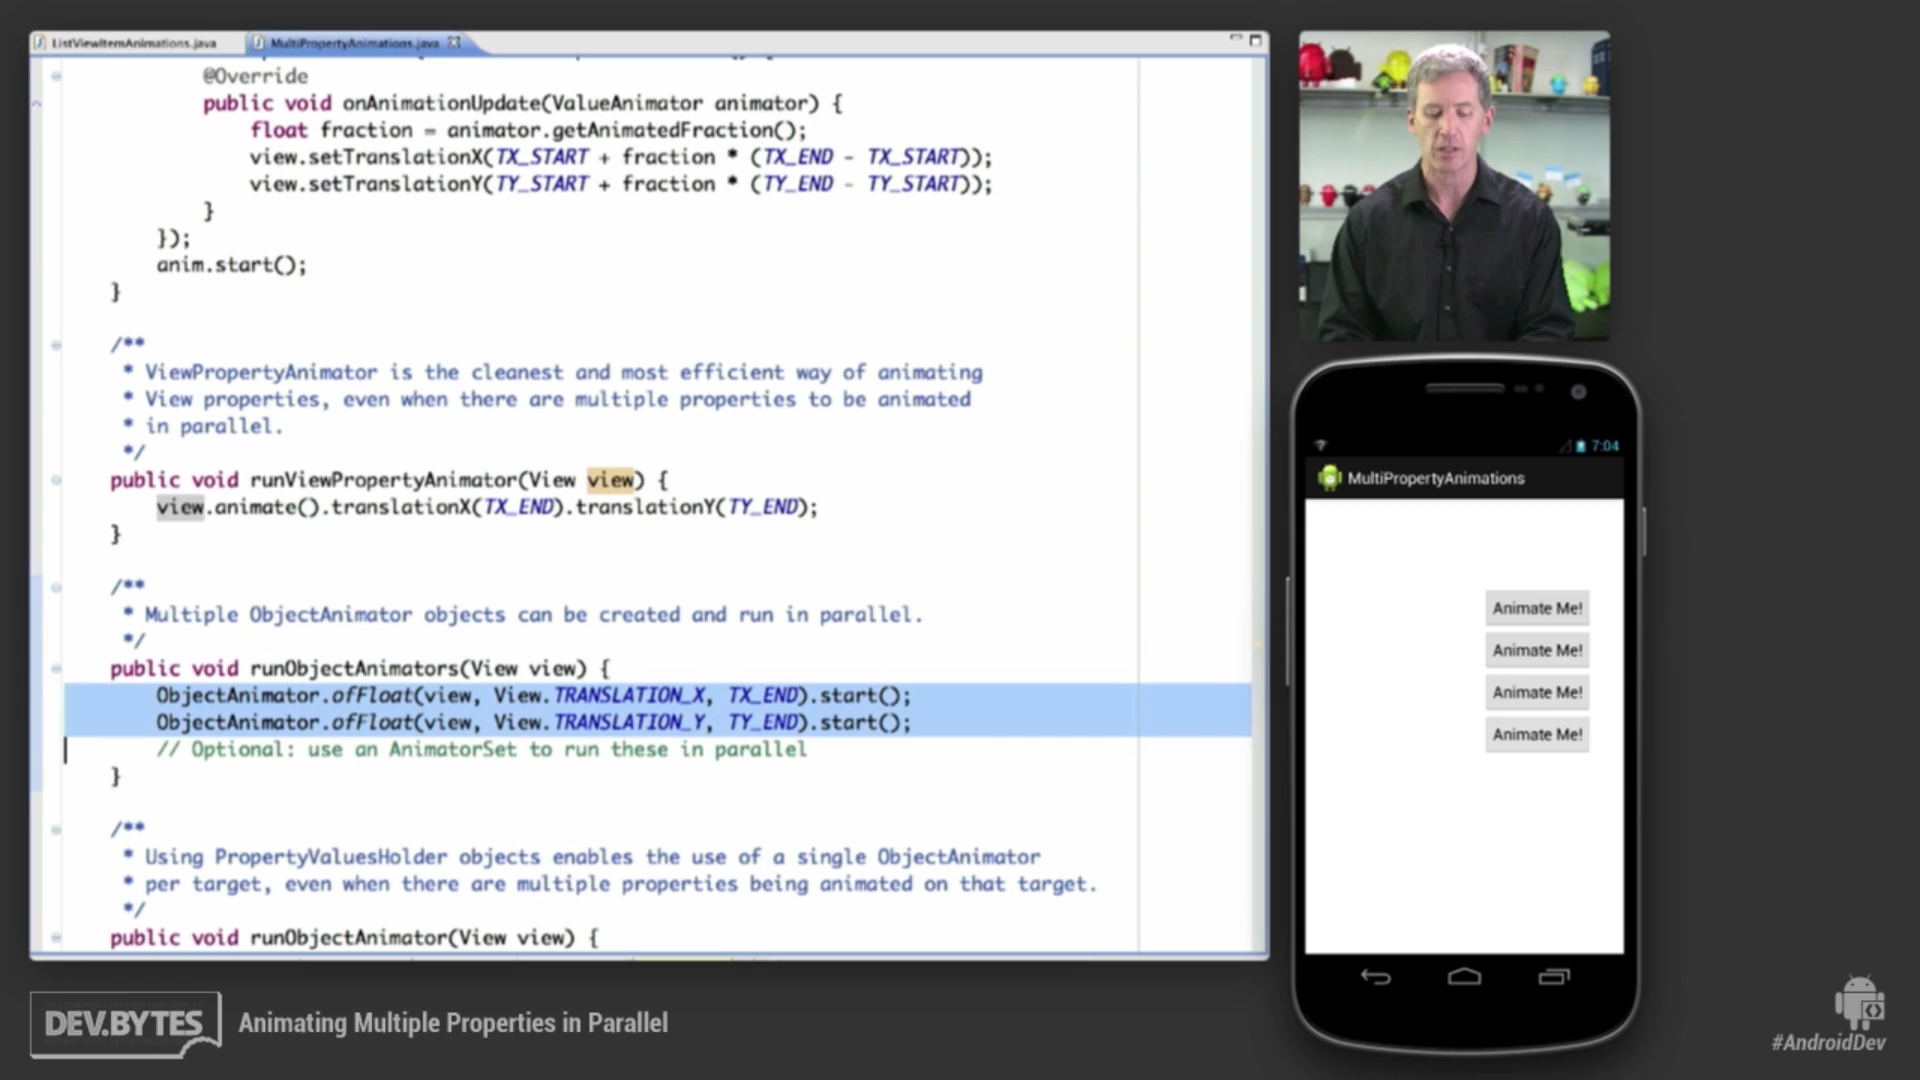 ListViewItemAnimations.java
MultiPropertyAnimations.java
@Override
public void onAnimationUpdate(ValueAnimator animator) {
float fraction = animator.getAnimatedFraction();
view.setTranslationX(TX_START + fraction * (TX_END - TX_START));
view.setTranslationY(TY_START + fraction * (TY_END - TY_START));
}
});
anim.start();
}
/**
* ViewPropertyAnimator is the cleanest and most efficient way of animating
* View properties, even when there are multiple properties to be animated
* in parallel.
*/
public void runViewPropertyAnimator(View view) {
view.animate().translationX(TX_END).translationY(TY_END);
}
/**
* Multiple ObjectAnimator objects can be created and run in parallel.
*/
public void runObjectAnimators(View view) {
ObjectAnimator.ofFloat(view, View.TRANSLATION_X, TX_END).start();
ObjectAnimator.ofFloat(view, View.TRANSLATION_Y, TY_END).start();
// Optional: use an AnimatorSet to run these in parallel
}
/**
* Using PropertyValuesHolder objects enables the use of a single ObjectAnimator
* per target, even when there are multiple properties being animated on that target.
*/
public void runObjectAnimator(View view) {
7:04
MultiPropertyAnimations
Animate Me!
Animate Me!
Animate Me!
Animate Me!
DEV.BYTES
Animating Multiple Properties in Parallel
#AndroidDev